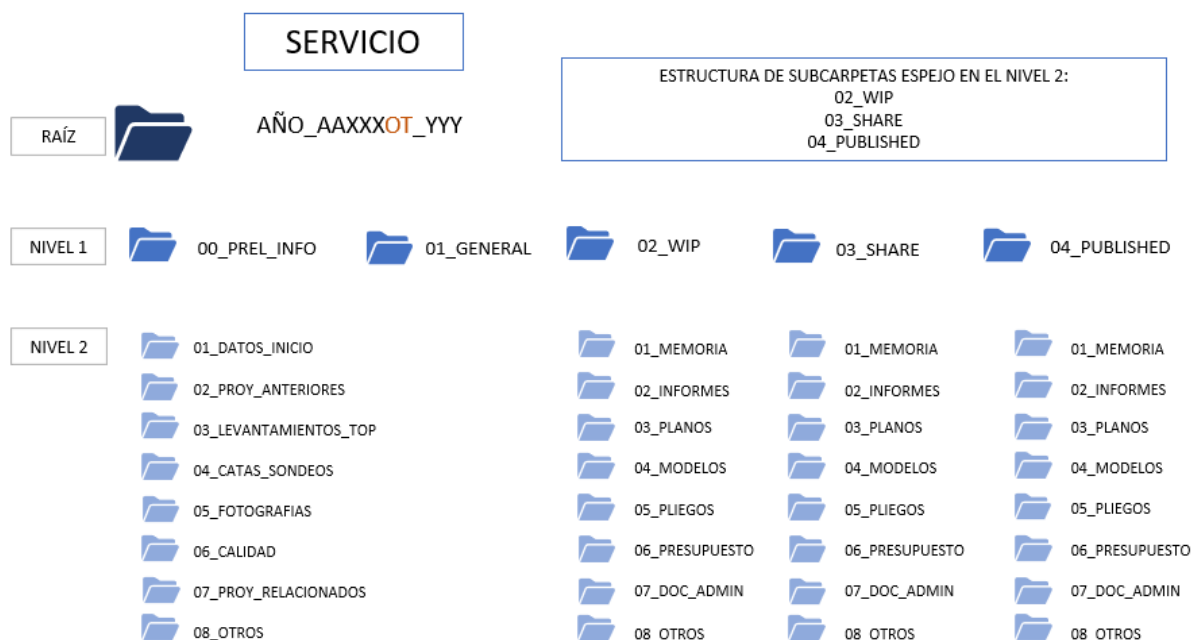 SERVICIO
ESTRUCTURA DE SUBCARPETAS ESPEJO EN EL NIVEL 2:
02_WIP
03_SHARE
04_PUBLISHED
RAÍZ
AÑO_AAXXXOT_YYY
NIVEL 1
00_PREL_INFO
01_GENERAL
02_WIP
03_SHARE
04_PUBLISHED
NIVEL 2
01_DATOS_INICIO
02_PROY_ANTERIORES
03_LEVANTAMIENTOS_TOP
04_CATAS_SONDEOS
05_FOTOGRAFIAS
06_CALIDAD
07_PROY_RELACIONADOS
08_OTROS
01_MEMORIA
02_INFORMES
03_PLANOS
04_MODELOS
05_PLIEGOS
06_PRESUPUESTO
07_DOC_ADMIN
08_OTROS
01_MEMORIA
02_INFORMES
03_PLANOS
04_MODELOS
05_PLIEGOS
06_PRESUPUESTO
07_DOC_ADMIN
08_OTROS
01_MEMORIA
02_INFORMES
03_PLANOS
04_MODELOS
05_PLIEGOS
06_PRESUPUESTO
07_DOC_ADMIN
08_OTROS